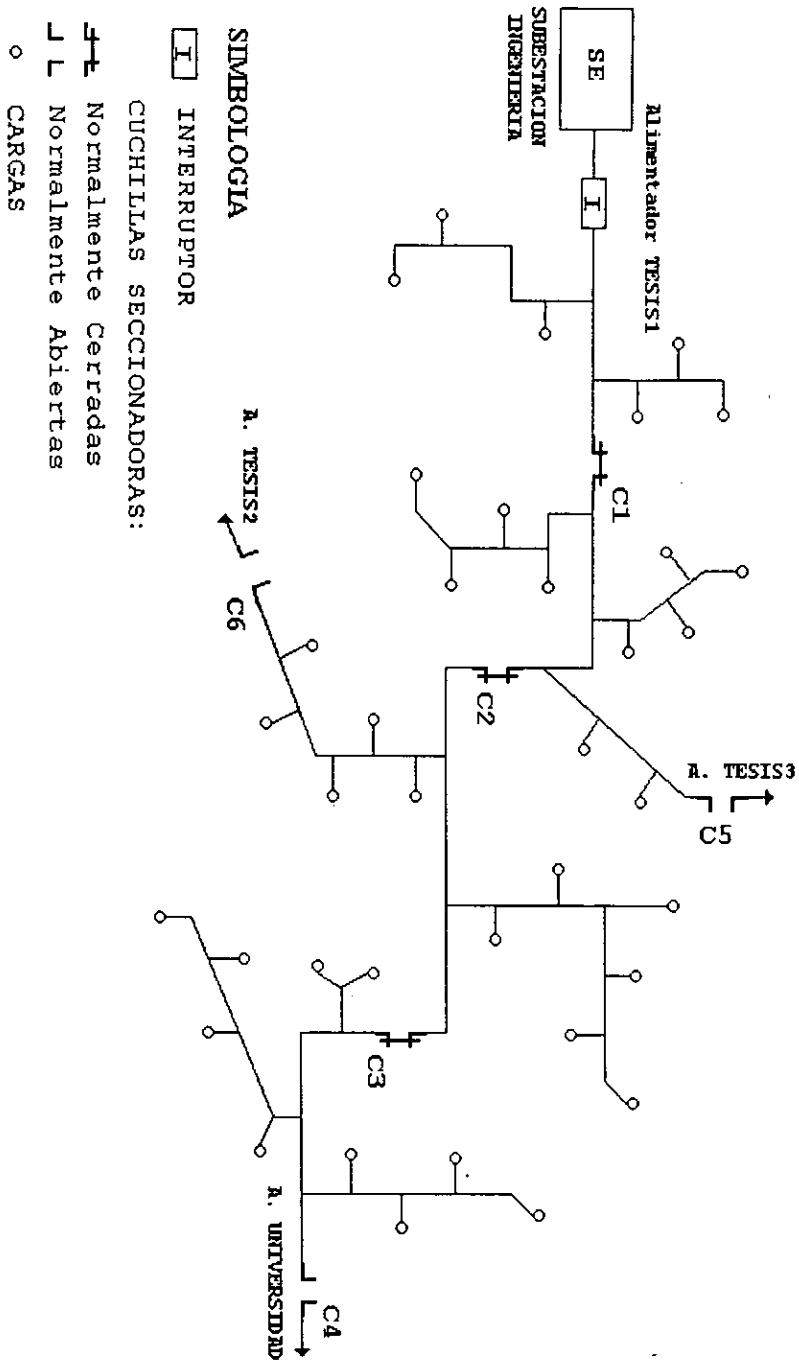 SE
SUBESTACION
INGENIERIA
I
Alimentador TESIS1
C1
C2
A. TESIS3
C5
A. TESIS2
C6
C3
A. UNIVERSIDAD
C4
SIMBOLOGIA
I INTERRUPTOR
CUCHILLAS SECCIONADORAS:
Normalmente Cerradas
Normalmente Abiertas
CARGAS